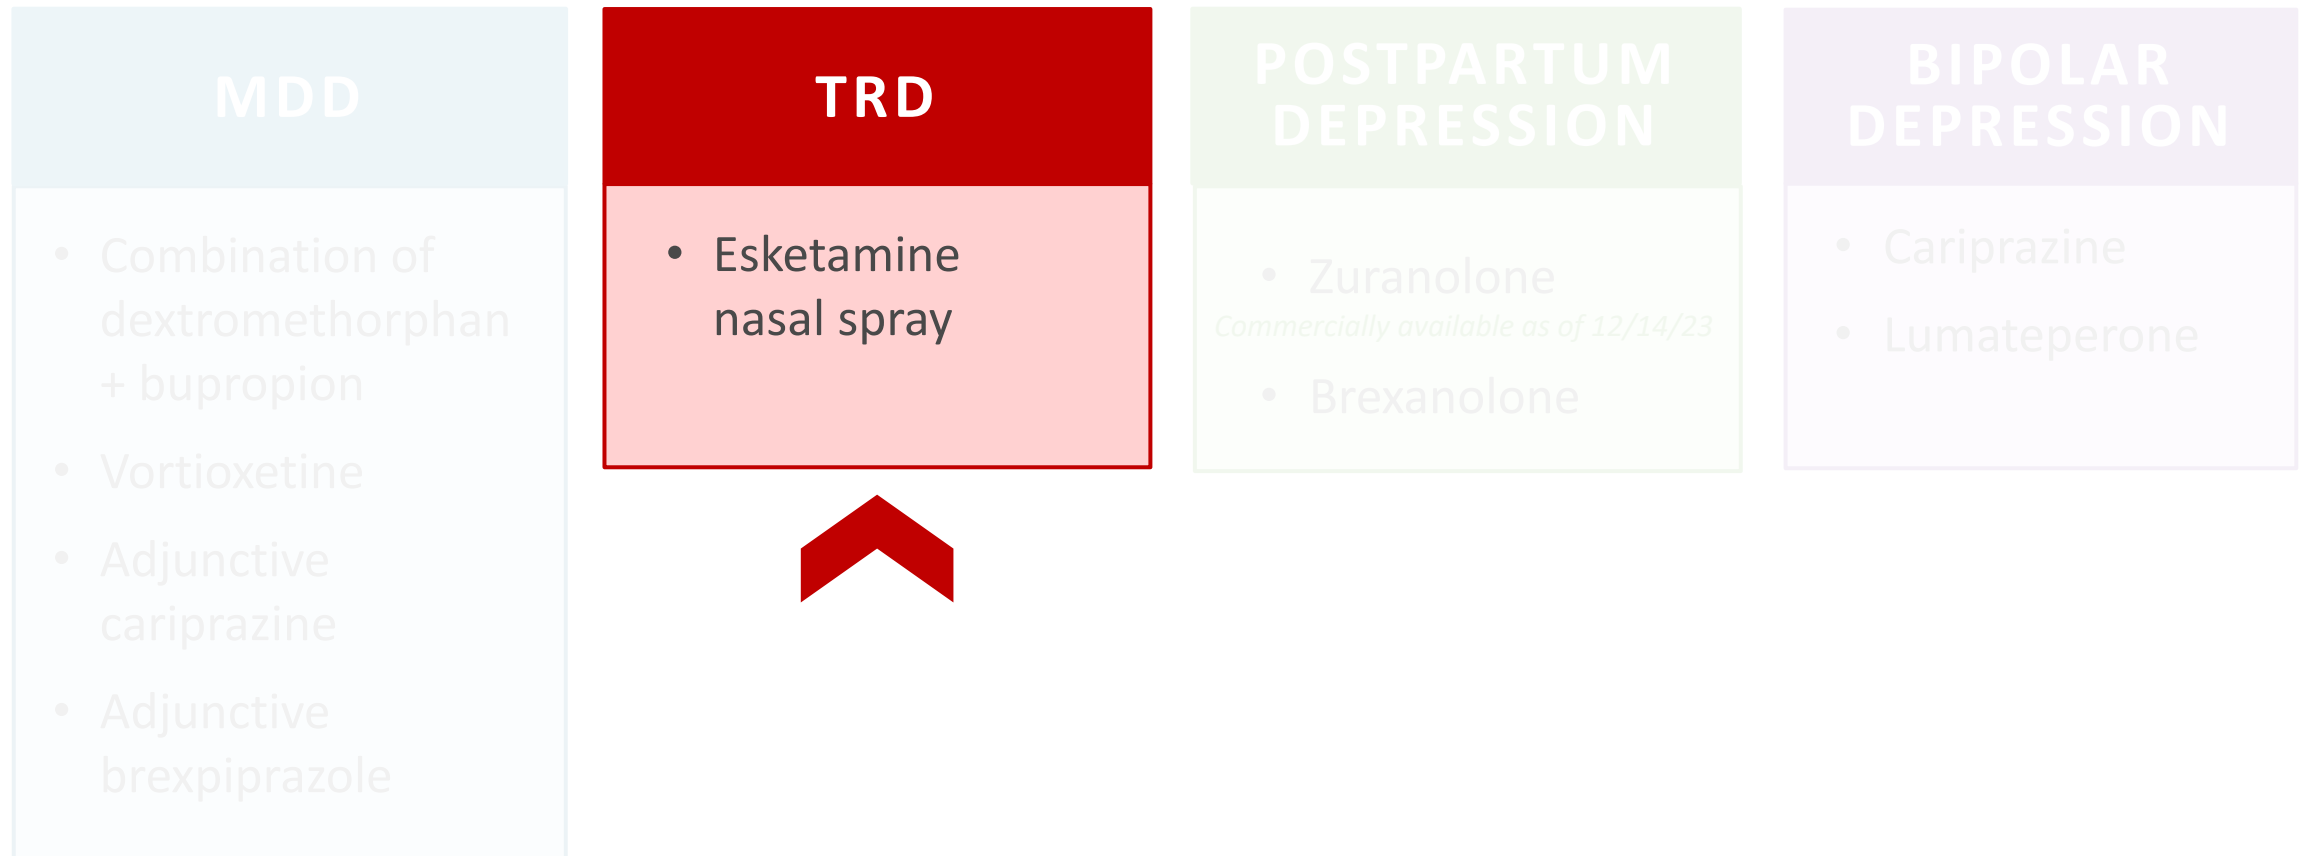 MDD
• Combination of
dextromethorphan
+ bupropion
• Vortioxetine
• Adjunctive
cariprazine
• Adjunctive
brexpiprazole
TRD
• Esketamine
nasal spray
POSTPARTUM
DEPRESSION
• Zuranolone
Commercially available as of 12/14/23
• Brexanolone
BIPOLAR
DEPRESSION
• Cariprazine
• Lumateperone